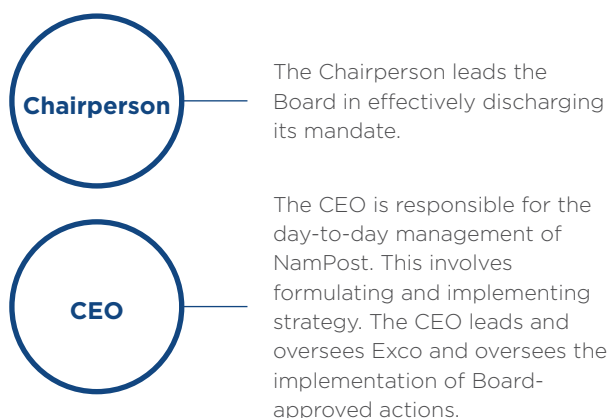 Chairperson
The Chairperson leads the
Board in effectively discharging
its mandate.
CEO
The CEO is responsible for the
day-to-day management of
NamPost. This involves
formulating and implementing
strategy. The CEO leads and
oversees Exco and oversees the
implementation of Board-
approved actions.